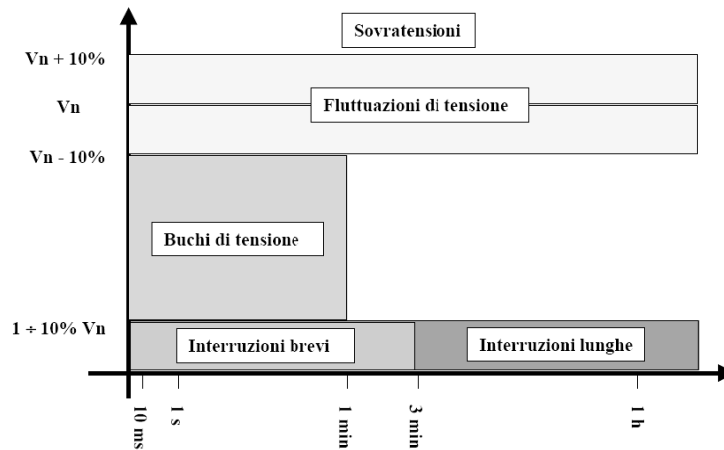 Sovratensioni
Vn + 10%
Vn
Fluttuazioni di tensione
Vn - 10%
Buchi di tensione
1 ÷ 10% Vn
Interruzioni brevi
Interruzioni lunghe
10 ms
1 s
1 min
3 min
1 h